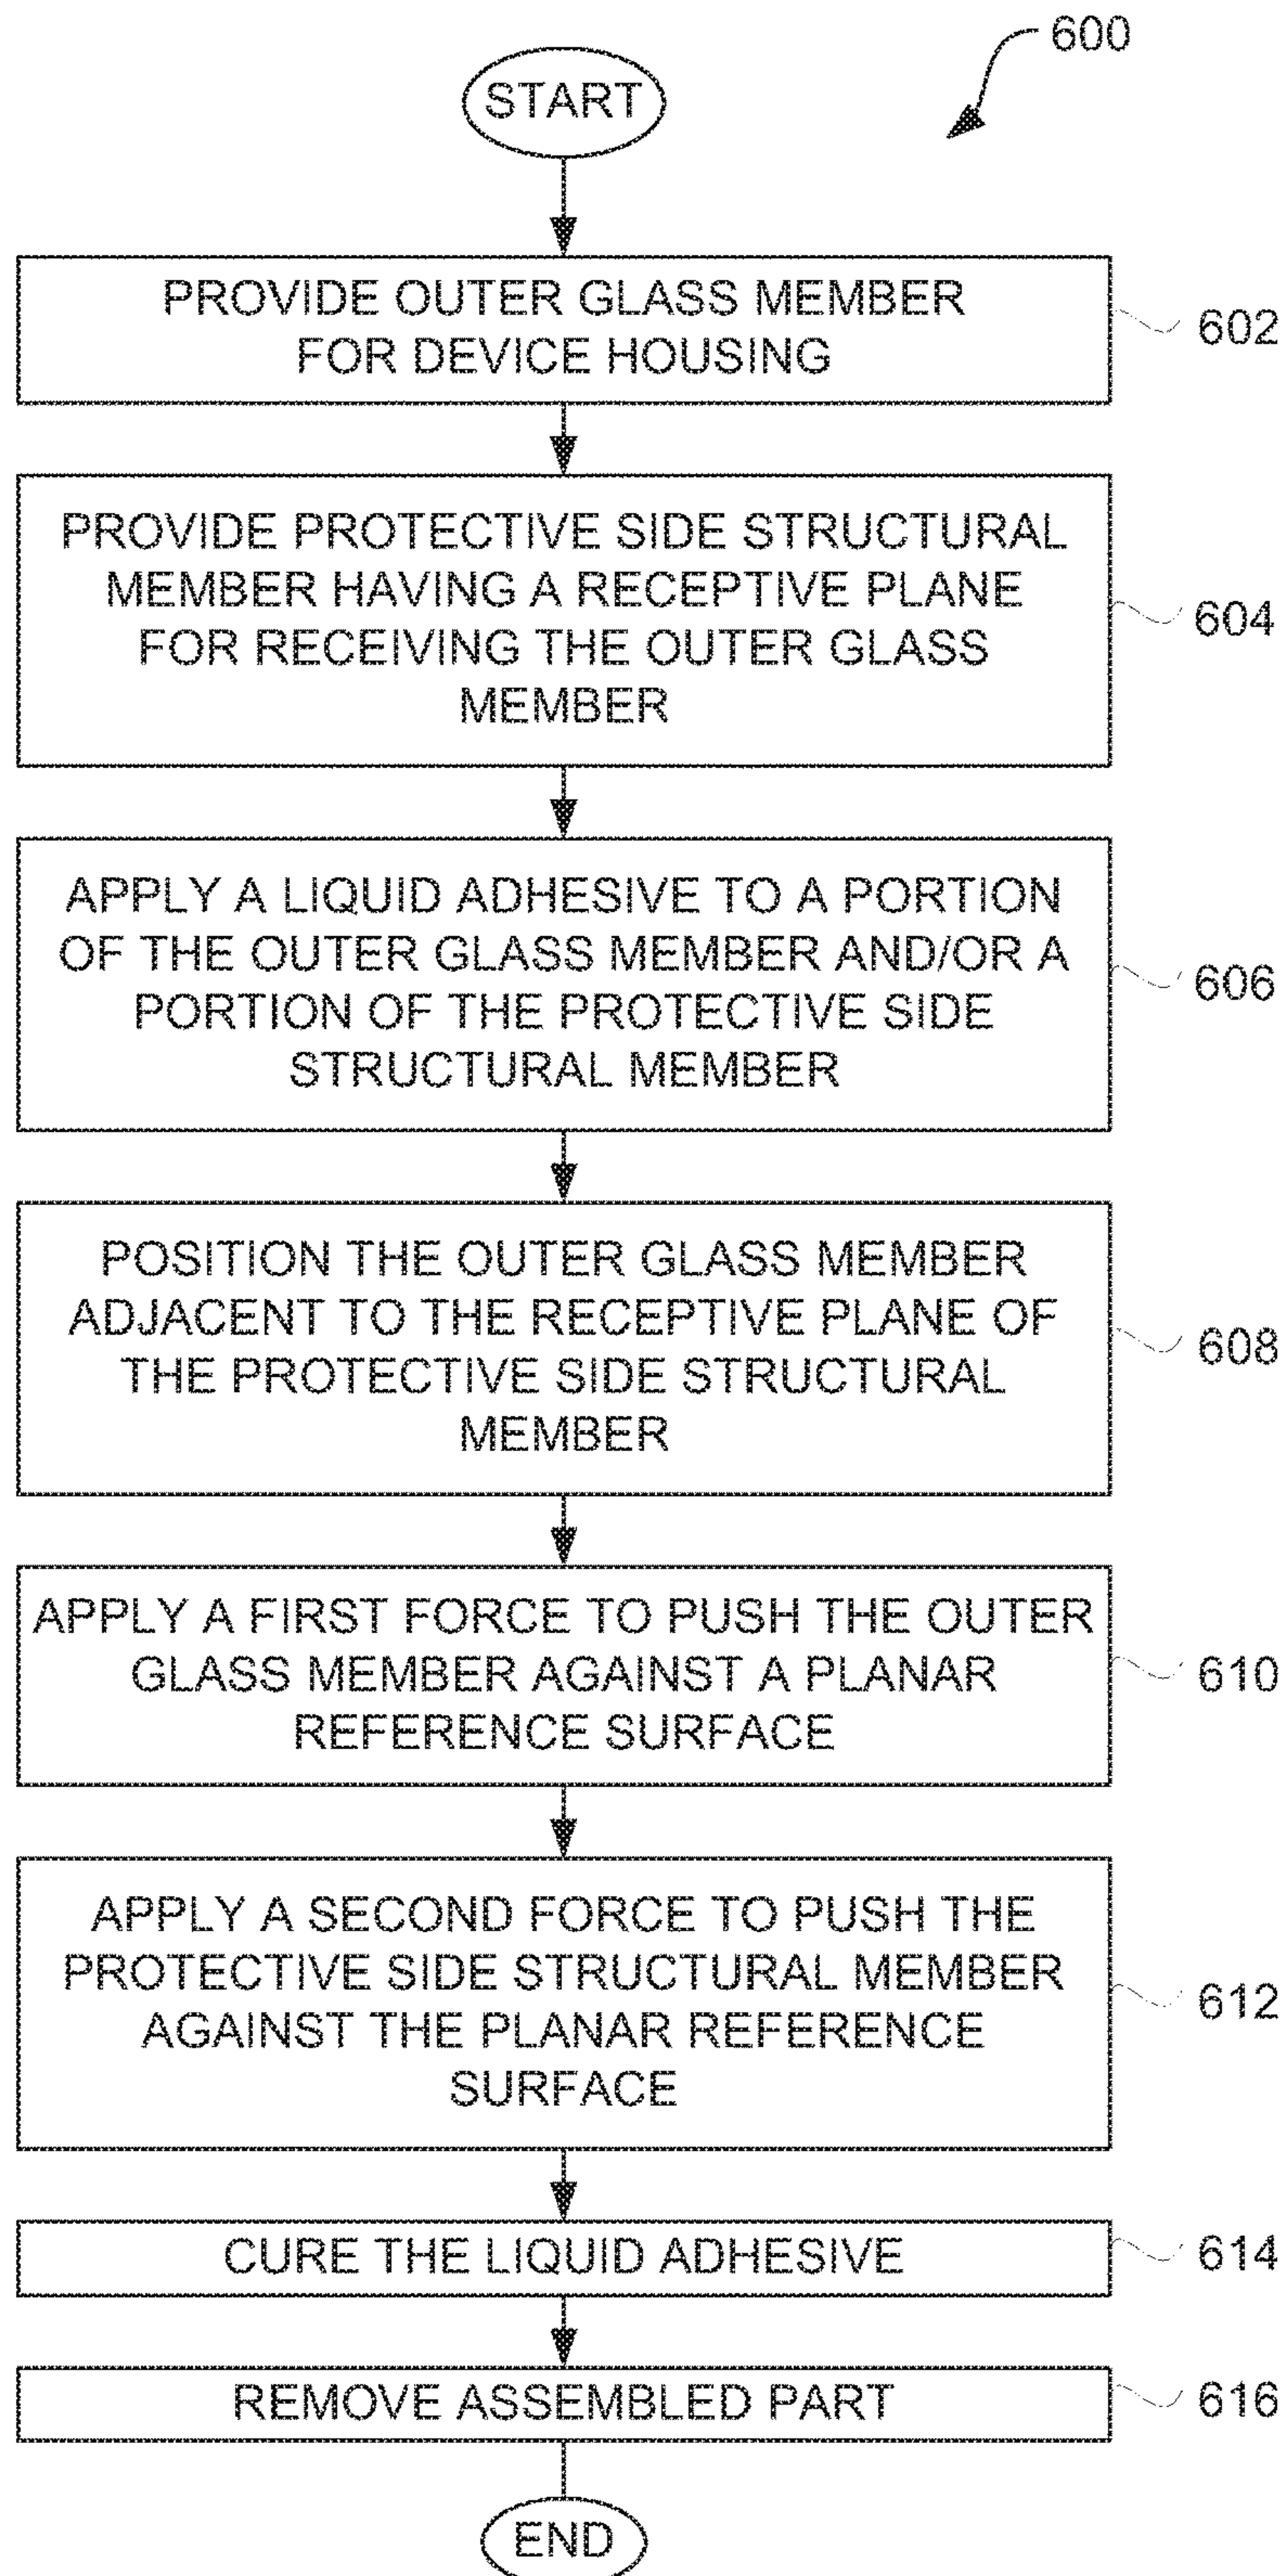 600
START
PROVIDE OUTER GLASS MEMBER
FOR DEVICE HOUSING
602
PROVIDE PROTECTIVE SIDE STRUCTURAL
MEMBER HAVING A RECEPTIVE PLANE
FOR RECEIVING THE OUTER GLASS
MEMBER
604
APPLY A LIQUID ADHESIVE TO A PORTION
OF THE OUTER GLASS MEMBER AND/OR A
PORTION OF THE PROTECTIVE SIDE
STRUCTURAL MEMBER
606
POSITION THE OUTER GLASS MEMBER
ADJACENT TO THE RECEPTIVE PLANE OF
THE PROTECTIVE SIDE STRUCTURAL
MEMBER
608
APPLY A FIRST FORCE TO PUSH THE OUTER
GLASS MEMBER AGAINST A PLANAR
REFERENCE SURFACE
610
APPLY A SECOND FORCE TO PUSH THE
PROTECTIVE SIDE STRUCTURAL MEMBER
AGAINST THE PLANAR REFERENCE
SURFACE
612
CURE THE LIQUID ADHESIVE
614
REMOVE ASSEMBLED PART
616
END